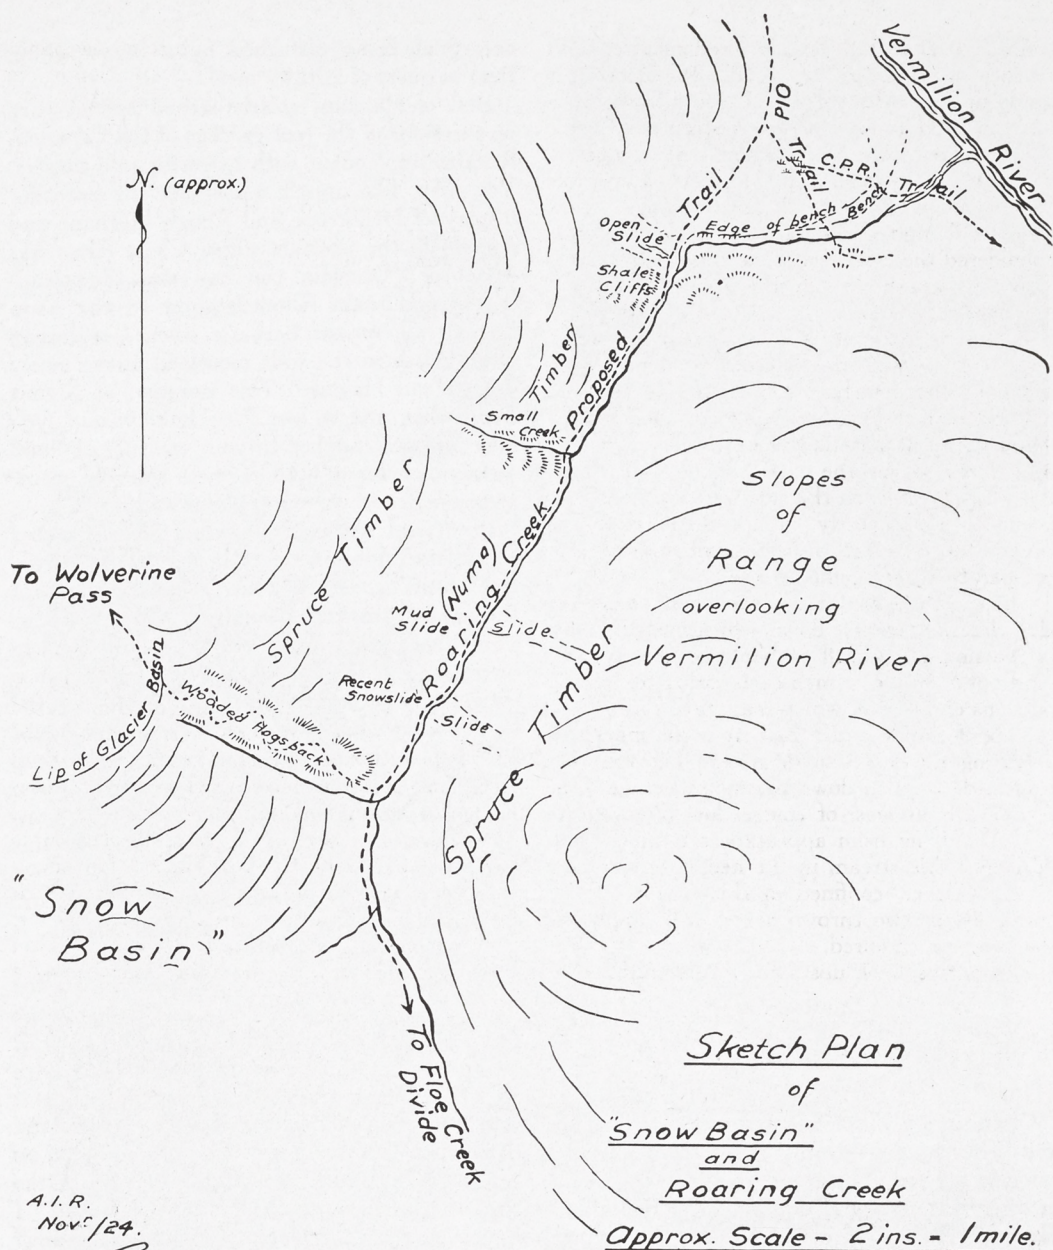 Vermilion River
N. (approx.)
Old
Trail
C.P.R.
Trail
Trail
Edge of bench
Bench
Open
Slide
Shale
Cliffs
Proposed
Timber
Small
Creek
Spruce Timber
To Wolverine
Pass
Mud
Slide
(Numa)
Roaring Creek
Slide
Recent
Snowslide
Slide
Lip of Glacier Basin
Wooded Hogsback
Spruce Timber
Slopes
of
Range
overlooking
Vermilion River
"Snow
Basin"
To Floe Creek
Divide
Sketch Plan
of
"Snow Basin"
and
Roaring Creek
Approx. Scale - 2 ins. = 1 mile.
A.I.R.
Novr/24.